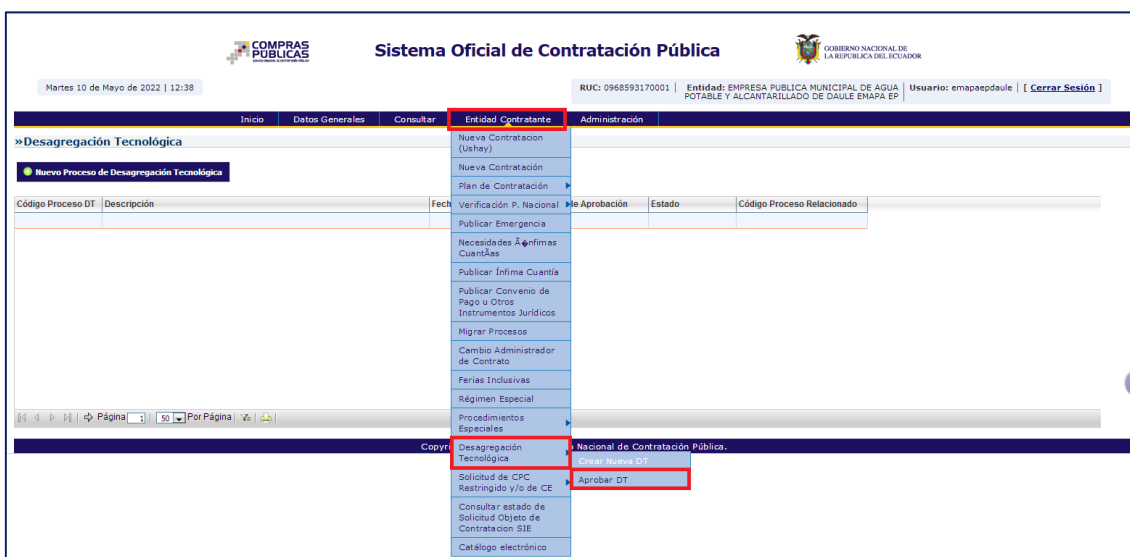 COMPRAS
PÚBLICAS
Sistema Oficial de Contratación Pública
GOBIERNO NACIONAL DE
LA REPUBLICA DEL ECUADOR
Martes 10 de Mayo de 2022 | 12:38
RUC: 0968593170001 | Entidad: EMPRESA PUBLICA MUNICIPAL DE AGUA POTABLE Y ALCANTARILLADO DE DAULE EMAPA EP | Usuario: emapaepdaule | [ Cerrar Sesión ]
Inicio Datos Generales Consultar Entidad Contratante Administración
»Desagregación Tecnológica
Nuevo Proceso de Desagregación Tecnológica
Código Proceso DT Descripción Fech de Aprobación Estado Código Proceso Relacionado
Nueva Contratacion
(Ushay)
Nueva Contratación
Plan de Contratación
Verificación P. Nacional
Publicar Emergencia
Necesidades Ã�nfimas
CuantÃas
Publicar Ínfima Cuantía
Publicar Convenio de
Pago u Otros
Instrumentos Jurídicos
Migrar Procesos
Cambio Administrador
de Contrato
Ferias Inclusivas
Régimen Especial
Procedimientos
Especiales
Desagregación
Tecnológica
Crear Nueva DT
Aprobar DT
Solicitud de CPC
Restringido y/o de CE
Consultar estado de
Solicitud Objeto de
Contratacion SIE
Catálogo electrónico
Página 1 | 50 Por Página
Copyri Nacional de Contratación Pública.